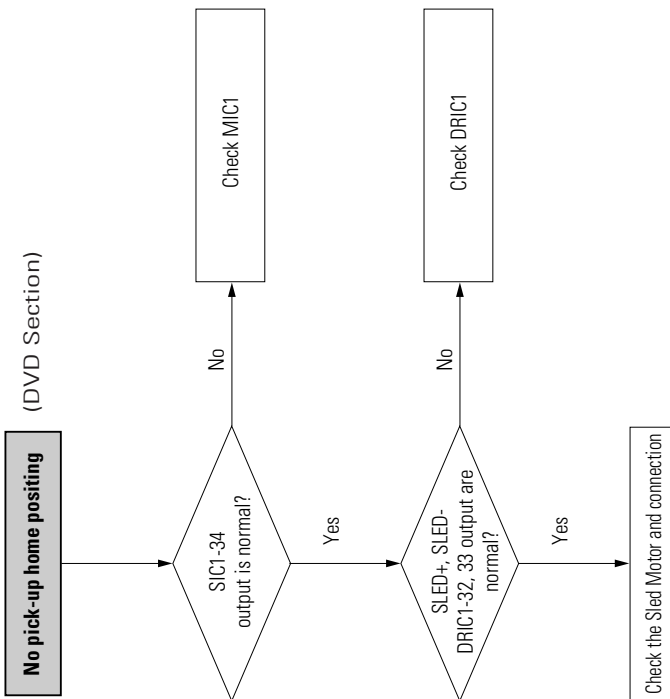 (DVD Section)
No pick-up home positing
SIC1-34
output is normal?
No
Check MIC1
Yes
SLED+, SLED-
DRIC1-32, 33 output are
normal?
No
Check DRIC1
Yes
Check the Sled Motor and connection